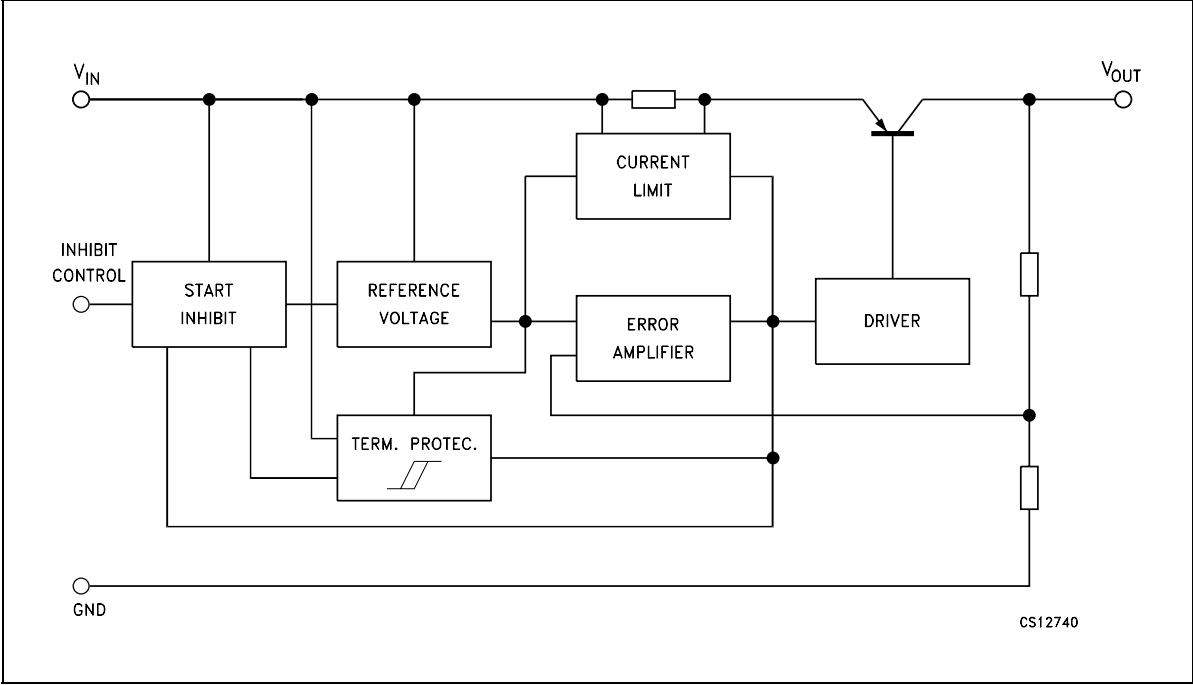 VIN
VOUT
CURRENT
LIMIT
INHIBIT
CONTROL
START
INHIBIT
REFERENCE
VOLTAGE
ERROR
AMPLIFIER
DRIVER
TERM. PROTEC.
GND
CS12740